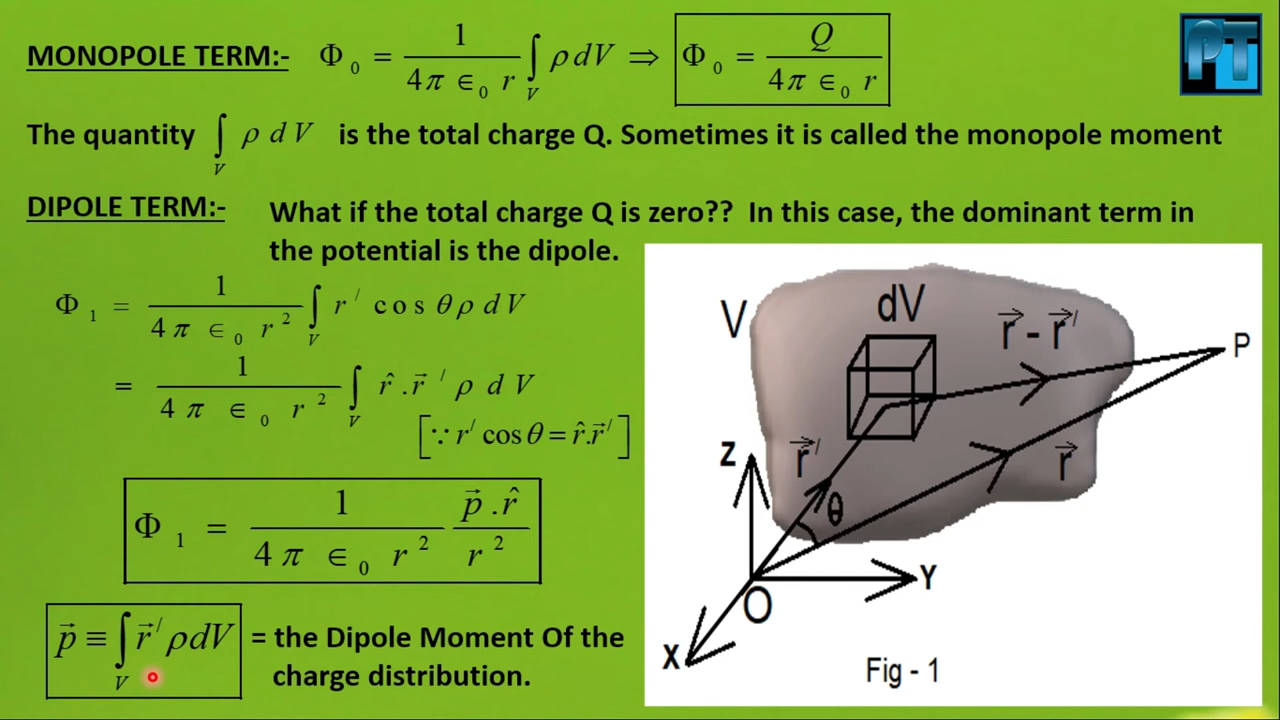 MONOPOLE TERM:- Φ₀ = 1 / (4π ∈₀ r) ∫_V ρ dV ⇒ Φ₀ = Q / (4π ∈₀ r)
PT
The quantity ∫_V ρ dV is the total charge Q. Sometimes it is called the monopole moment
DIPOLE TERM:- What if the total charge Q is zero?? In this case, the dominant term in
the potential is the dipole.
Φ₁ = 1 / (4π ∈₀ r²) ∫_V r′ cos θ ρ dV
= 1 / (4π ∈₀ r²) ∫_V r̂ . r⃗′ ρ dV
[∵ r′ cos θ = r̂ . r⃗′]
Φ₁ = 1 / (4π ∈₀ r²) p⃗ . r̂ / r²
p⃗ ≡ ∫_V r⃗′ ρ dV = the Dipole Moment Of the
charge distribution.
V
dV
r⃗ - r⃗′
P
Z
r⃗′
θ
r⃗
Y
O
X
Fig - 1